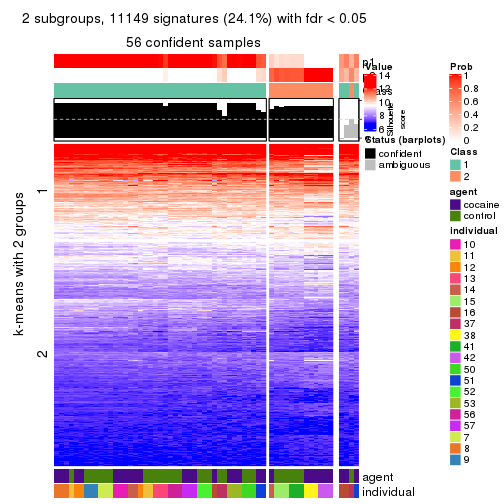 2 subgroups, 11149 signatures (24.1%) with fdr < 0.05
56 confident samples
k-means with 2 groups
1
2
p1
Value
14
12
10
8
6
Silhouette
score
Status (barplots)
confident
ambiguous
agent
individual
Prob
1
0.8
0.6
0.4
0.2
0
Class
1
2
agent
cocaine
control
individual
10
11
12
13
14
15
16
37
38
41
42
50
51
52
53
56
57
7
8
9